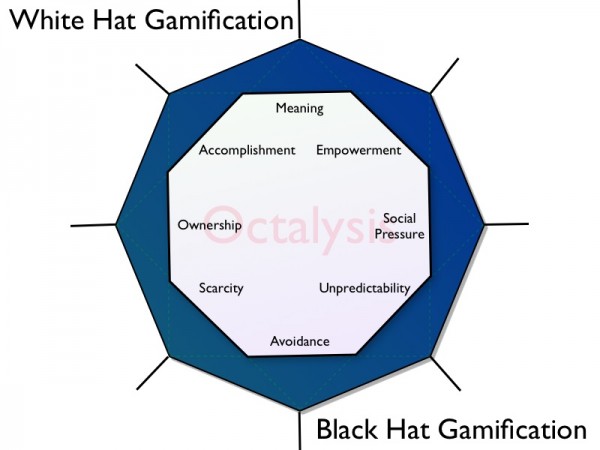 White Hat Gamification
Meaning
Accomplishment
Empowerment
Octalysis
Ownership
Social
Pressure
Scarcity
Unpredictability
Avoidance
Black Hat Gamification